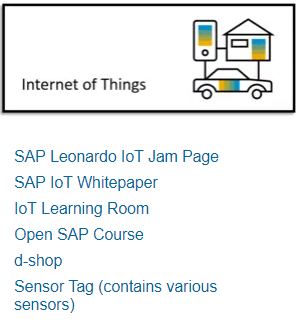 Internet of Things
SAP Leonardo IoT Jam Page
SAP IoT Whitepaper
IoT Learning Room
Open SAP Course
d-shop
Sensor Tag (contains various
sensors)